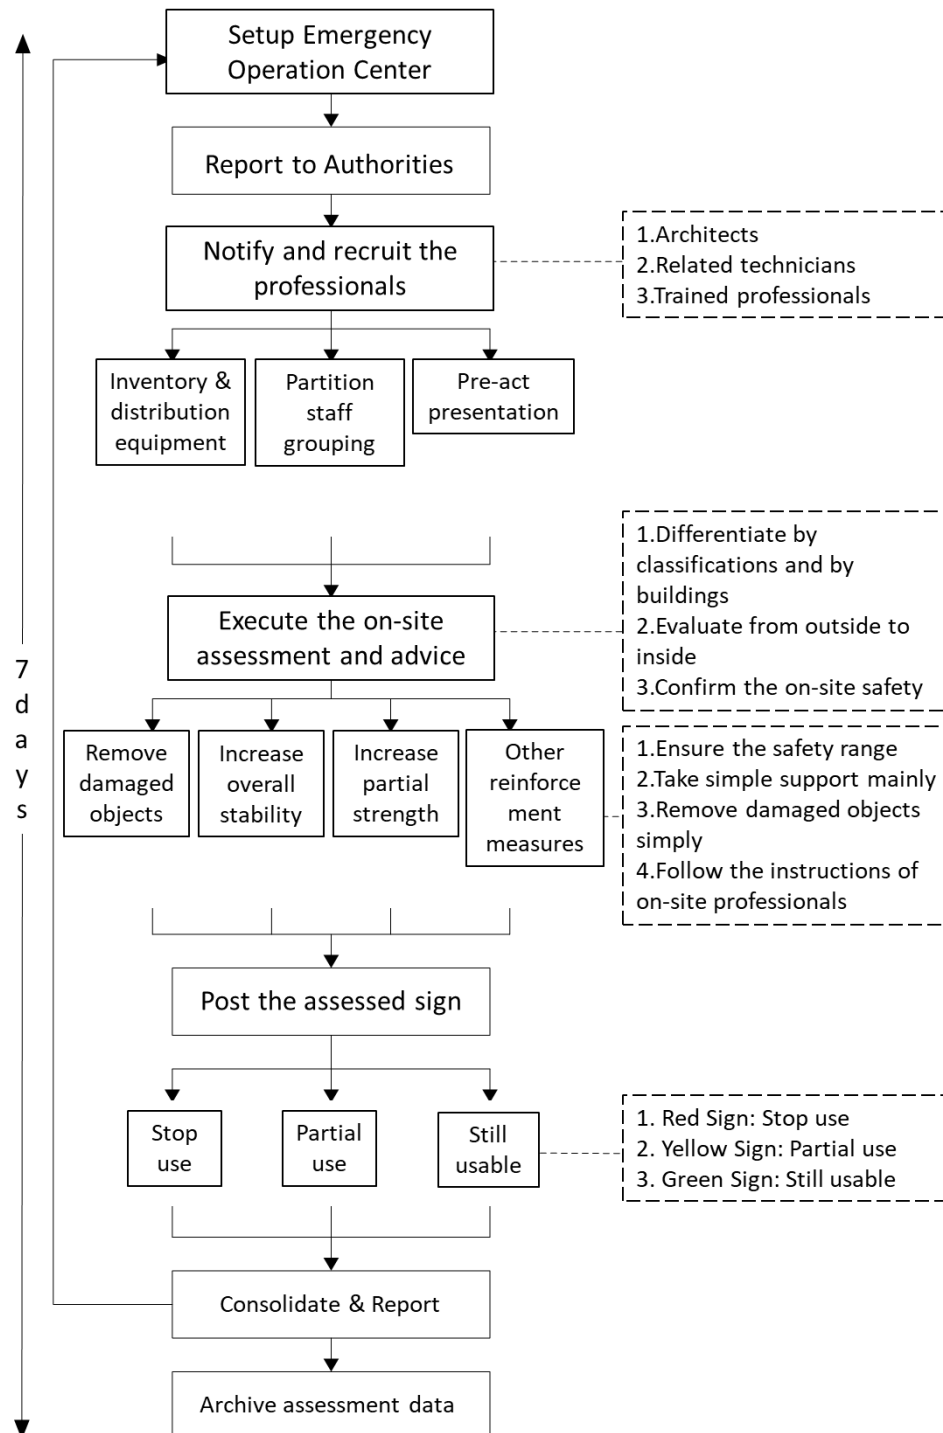 Setup Emergency
Operation Center
Report to Authorities
Notify and recruit the
professionals
1.Architects
2.Related technicians
3.Trained professionals
Inventory &
distribution
equipment
Partition
staff
grouping
Pre-act
presentation
1.Differentiate by
classifications and by
buildings
2.Evaluate from outside to
inside
3.Confirm the on-site safety
Execute the on-site
assessment and advice
7
d
a
y
s
Remove
damaged
objects
Increase
overall
stability
Increase
partial
strength
Other
reinforce
ment
measures
1.Ensure the safety range
2.Take simple support mainly
3.Remove damaged objects
simply
4.Follow the instructions of
on-site professionals
Post the assessed sign
Stop
use
Partial
use
Still
usable
1. Red Sign: Stop use
2. Yellow Sign: Partial use
3. Green Sign: Still usable
Consolidate & Report
Archive assessment data